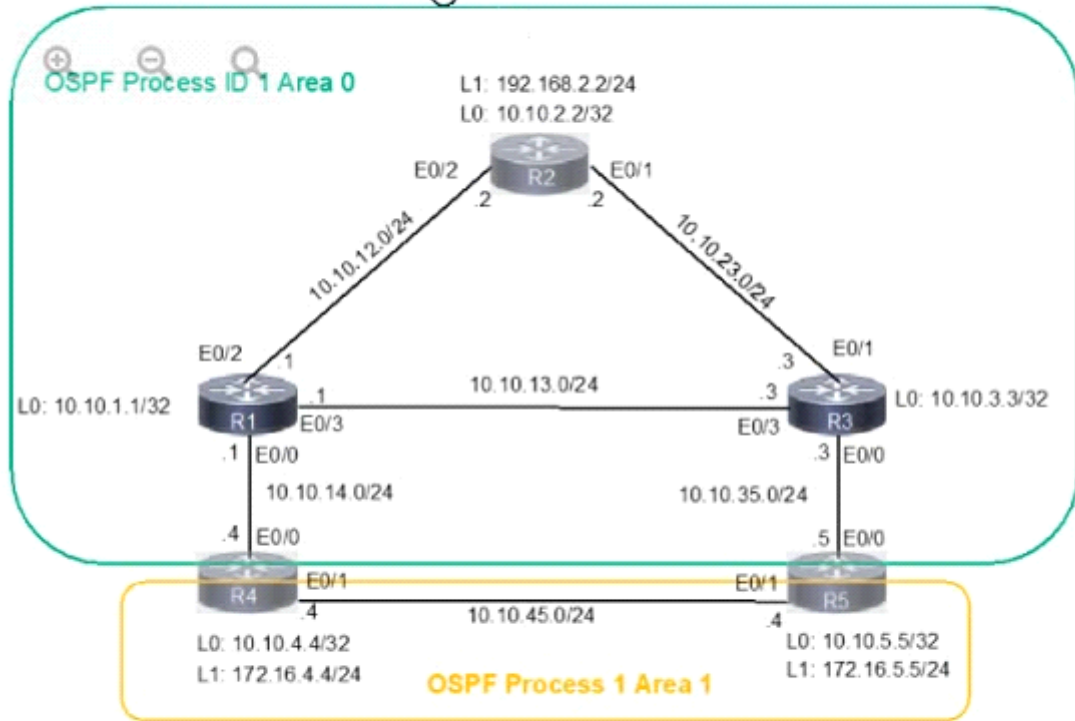 OSPF Process ID 1 Area 0
L1: 192.168.2.2/24
L0: 10.10.2.2/32
E0/2
R2
E0/1
.2
.2
10.10.12.0/24
10.10.23.0/24
E0/2
.1
.3
E0/1
L0: 10.10.1.1/32
R1
.1
E0/3
10.10.13.0/24
.3
E0/3
R3
L0: 10.10.3.3/32
.1
E0/0
.3
E0/0
10.10.14.0/24
10.10.35.0/24
.4
E0/0
.5
E0/0
R4
E0/1
.4
10.10.45.0/24
E0/1
.4
R5
L0: 10.10.4.4/32
L1: 172.16.4.4/24
L0: 10.10.5.5/32
L1: 172.16.5.5/24
OSPF Process 1 Area 1